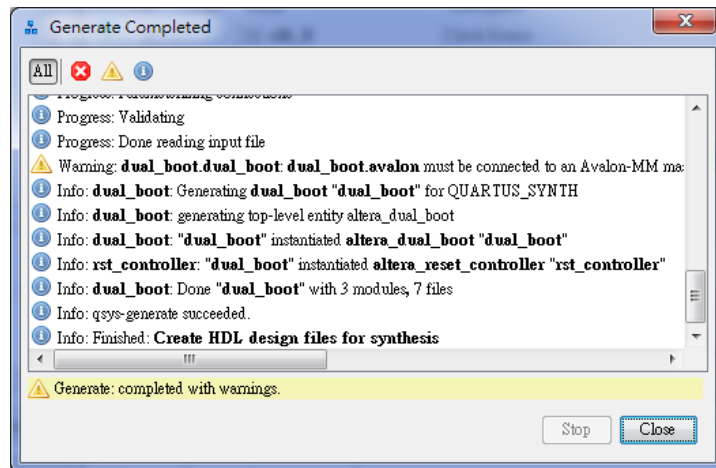 Generate Completed
All
Progress: Parameterizing connections
Progress: Validating
Progress: Done reading input file
Warning: dual_boot.dual_boot: dual_boot.avalon must be connected to an Avalon-MM ma
Info: dual_boot: Generating dual_boot "dual_boot" for QUARTUS_SYNTH
Info: dual_boot: generating top-level entity altera_dual_boot
Info: dual_boot: "dual_boot" instantiated altera_dual_boot "dual_boot"
Info: rst_controller: "dual_boot" instantiated altera_reset_controller "rst_controller"
Info: dual_boot: Done "dual_boot" with 3 modules, 7 files
Info: qsys-generate succeeded.
Info: Finished: Create HDL design files for synthesis
Generate: completed with warnings.
Stop
Close